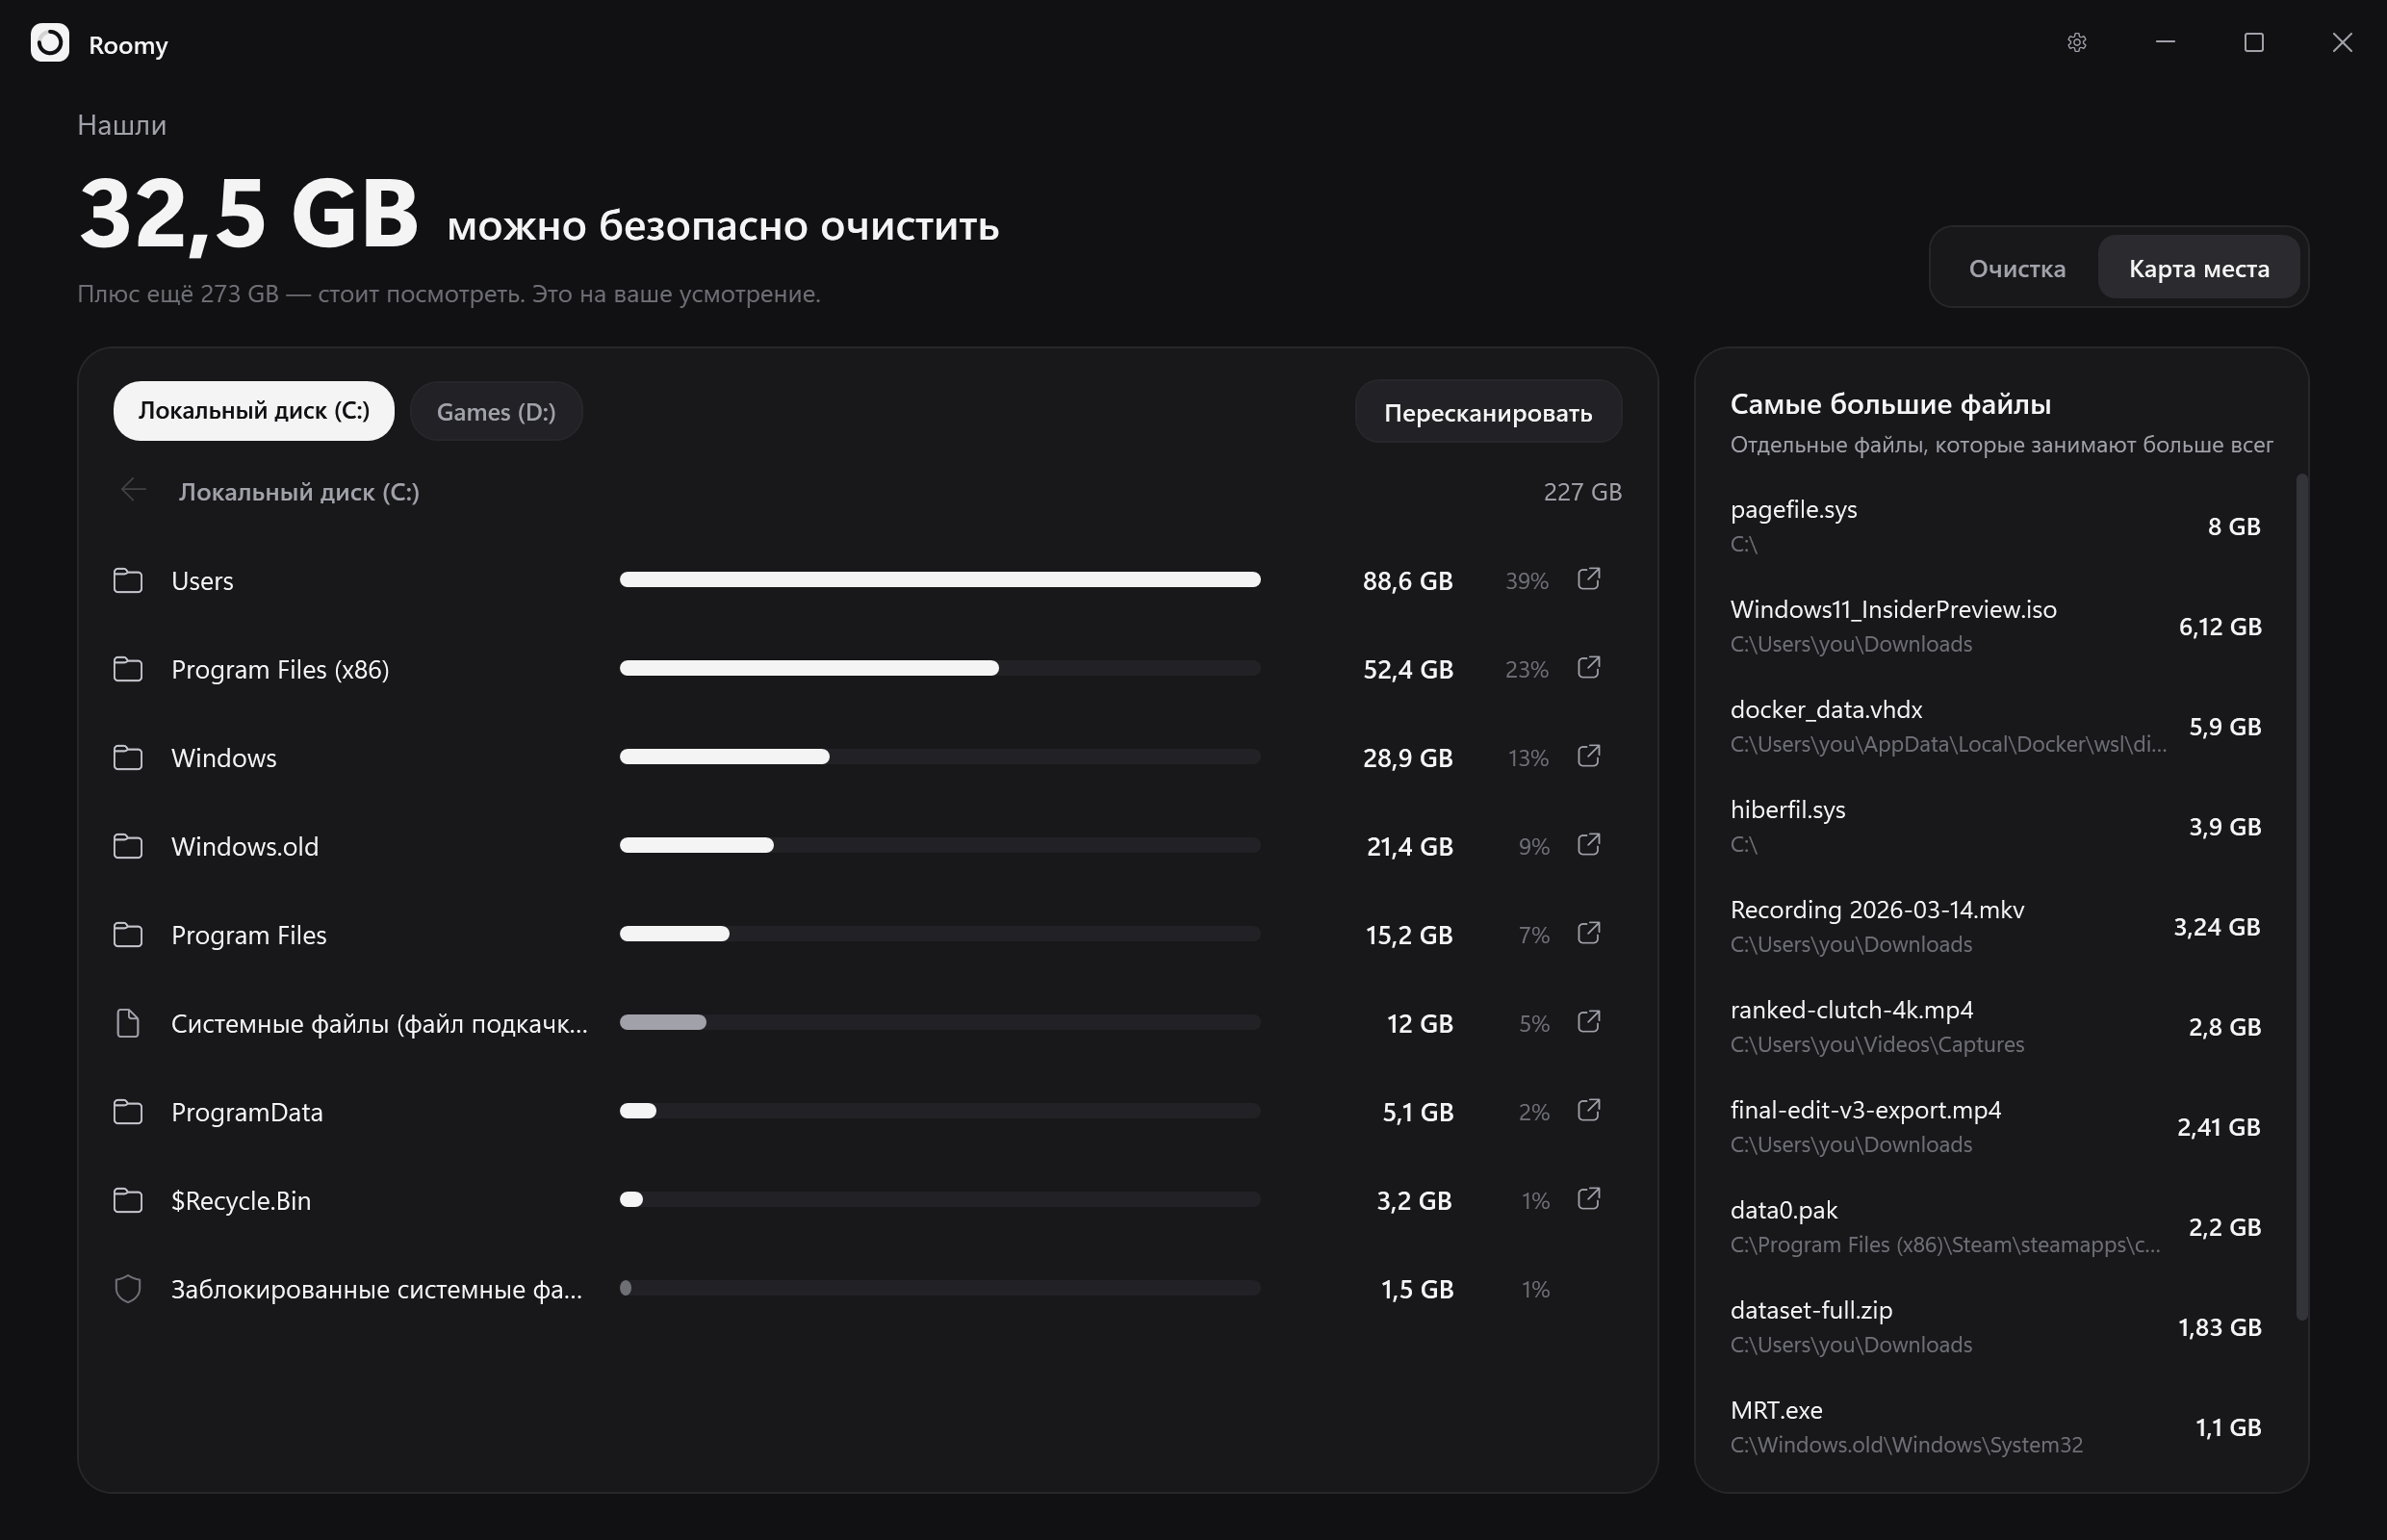 Roomy
Нашли
32,5 GB можно безопасно очистить
Плюс ещё 273 GB — стоит посмотреть. Это на ваше усмотрение.
Очистка
Карта места
Локальный диск (C:)
Games (D:)
Пересканировать
Локальный диск (C:)
227 GB
Users 88,6 GB 39%
Program Files (x86) 52,4 GB 23%
Windows 28,9 GB 13%
Windows.old 21,4 GB 9%
Program Files 15,2 GB 7%
Системные файлы (файл подкачк... 12 GB 5%
ProgramData 5,1 GB 2%
$Recycle.Bin 3,2 GB 1%
Заблокированные системные фа... 1,5 GB 1%
Самые большие файлы
Отдельные файлы, которые занимают больше всег
pagefile.sys
C:\
8 GB
Windows11_InsiderPreview.iso
C:\Users\you\Downloads
6,12 GB
docker_data.vhdx
C:\Users\you\AppData\Local\Docker\wsl\di...
5,9 GB
hiberfil.sys
C:\
3,9 GB
Recording 2026-03-14.mkv
C:\Users\you\Downloads
3,24 GB
ranked-clutch-4k.mp4
C:\Users\you\Videos\Captures
2,8 GB
final-edit-v3-export.mp4
C:\Users\you\Downloads
2,41 GB
data0.pak
C:\Program Files (x86)\Steam\steamapps\c...
2,2 GB
dataset-full.zip
C:\Users\you\Downloads
1,83 GB
MRT.exe
C:\Windows.old\Windows\System32
1,1 GB